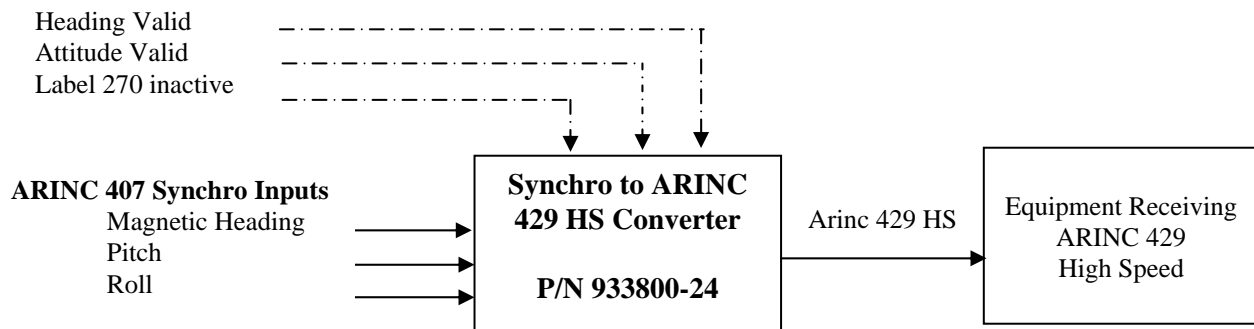 Heading Valid
Attitude Valid
Label 270 inactive
ARINC 407 Synchro Inputs
Magnetic Heading
Pitch
Roll
Synchro to ARINC
429 HS Converter
P/N 933800-24
Arinc 429 HS
Equipment Receiving
ARINC 429
High Speed